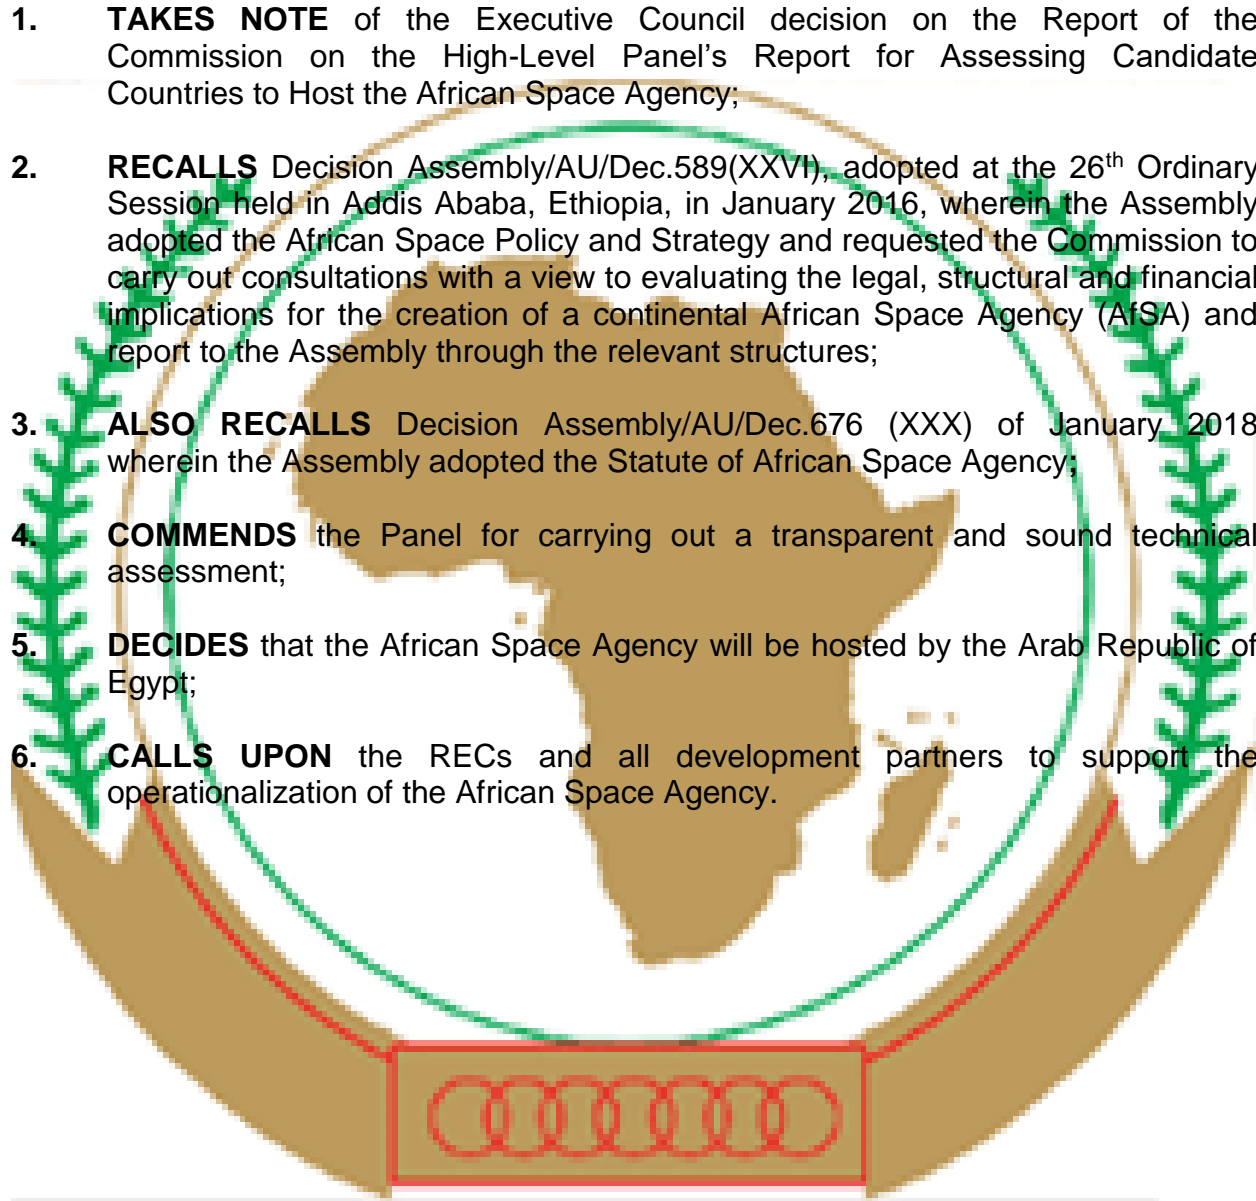 1. TAKES NOTE of the Executive Council decision on the Report of the
Commission on the High-Level Panel’s Report for Assessing Candidate
Countries to Host the African Space Agency;
2. RECALLS Decision Assembly/AU/Dec.589(XXVI), adopted at the 26th Ordinary
Session held in Addis Ababa, Ethiopia, in January 2016, wherein the Assembly
adopted the African Space Policy and Strategy and requested the Commission to
carry out consultations with a view to evaluating the legal, structural and financial
implications for the creation of a continental African Space Agency (AfSA) and
report to the Assembly through the relevant structures;
3. ALSO RECALLS Decision Assembly/AU/Dec.676 (XXX) of January 2018
wherein the Assembly adopted the Statute of African Space Agency;
4. COMMENDS the Panel for carrying out a transparent and sound technical
assessment;
5. DECIDES that the African Space Agency will be hosted by the Arab Republic of
Egypt;
6. CALLS UPON the RECs and all development partners to support the
operationalization of the African Space Agency.